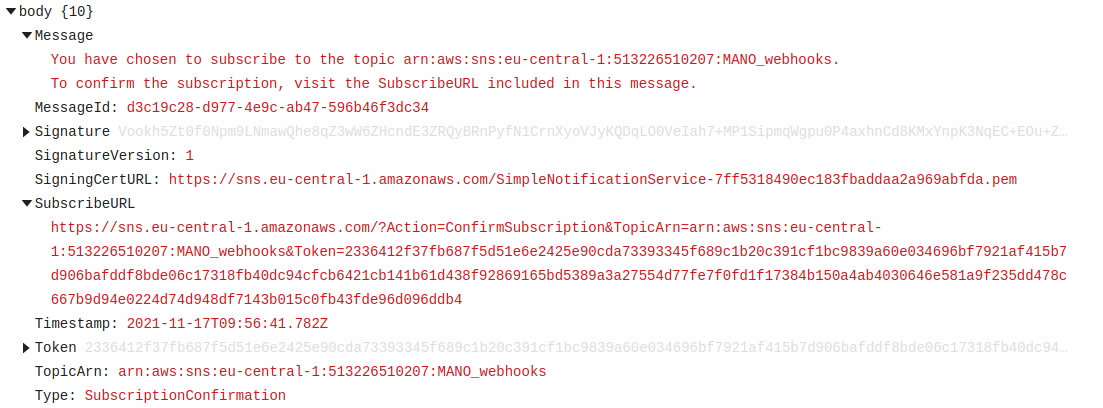 body {10}
Message
You have chosen to subscribe to the topic arn:aws:sns:eu-central-1:513226510207:MANO_webhooks.
To confirm the subscription, visit the SubscribeURL included in this message.
MessageId: d3c19c28-d977-4e9c-ab47-596b46f3dc34
Signature Vookh5Zt0f0Npm9LNmawQhe8qZ3wW6ZHcndE3ZRQyBRnPyfN1CrnXyoVJyKQDqLO0VeIah7+MP1SipmqWgpu0P4axhnCd8KMxYnpK3NqEC+EOu+Z…
SignatureVersion: 1
SigningCertURL: https://sns.eu-central-1.amazonaws.com/SimpleNotificationService-7ff5318490ec183fbaddaa2a969abfda.pem
SubscribeURL
https://sns.eu-central-1.amazonaws.com/?Action=ConfirmSubscription&TopicArn=arn:aws:sns:eu-central-
1:513226510207:MANO_webhooks&Token=2336412f37fb687f5d51e6e2425e90cda73393345f689c1b20c391cf1bc9839a60e034696bf7921af415b7
d906bafddf8bde06c17318fb40dc94cfcb6421cb141b61d438f92869165bd5389a3a27554d77fe7f0fd1f17384b150a4ab4030646e581a9f235dd478c
667b9d94e0224d74d948df7143b015c0fb43fde96d096ddb4
Timestamp: 2021-11-17T09:56:41.782Z
Token 2336412f37fb687f5d51e6e2425e90cda73393345f689c1b20c391cf1bc9839a60e034696bf7921af415b7d906bafddf8bde06c17318fb40dc94…
TopicArn: arn:aws:sns:eu-central-1:513226510207:MANO_webhooks
Type: SubscriptionConfirmation